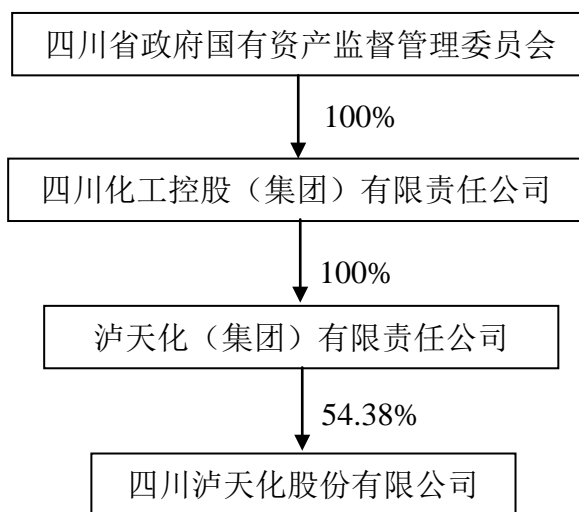 四川省政府国有资产监督管理委员会
100%
四川化工控股（集团）有限责任公司
100%
泸天化（集团）有限责任公司
54.38%
四川泸天化股份有限公司